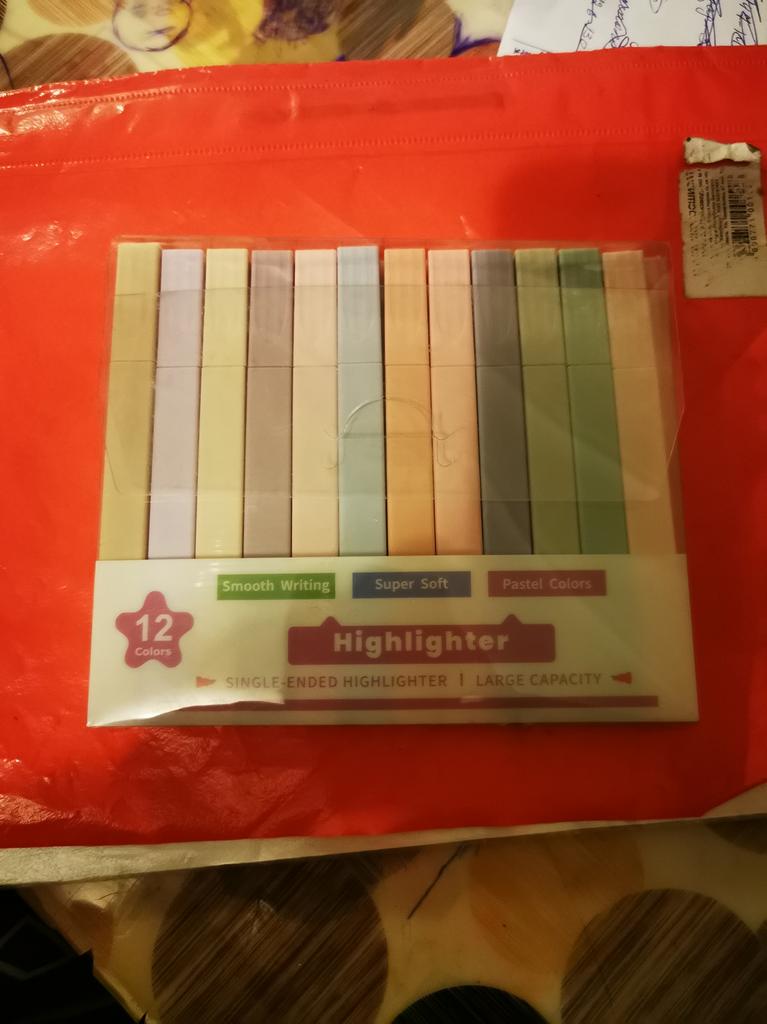 Smooth Writing
Super Soft
Pastel Colors
12
Colors
Highlighter
SINGLE-ENDED HIGHLIGHTER | LARGE CAPACITY